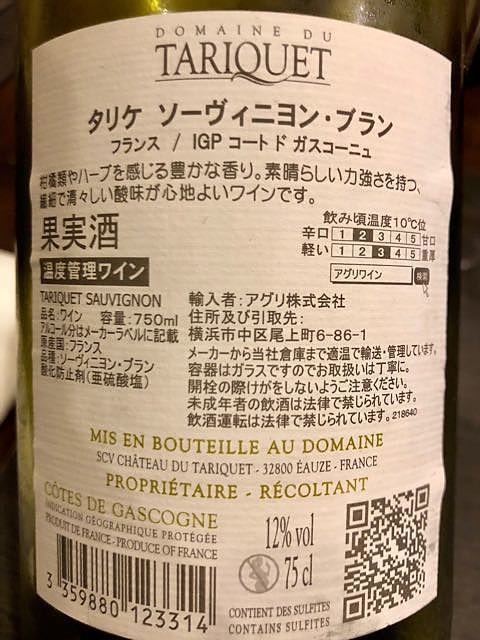 DOMAINE DU
TARIQUET
タリケ ソーヴィニヨン・ブラン
フランス / IGP コート ド ガスコーニュ
柑橘類やハーブを感じる豊かな香り。素晴らしい力強さを持つ、
繊細で清々しい酸味が心地よいワインです。
果実酒
温度管理ワイン
飲み頃温度10℃位
辛口 1 2 3 4 5 甘口
軽い 1 2 3 4 5 重厚
アグリワイン 検索
TARIQUET SAUVIGNON
品名:ワイン 容量:750ml
アルコール分はメーカーラベルに記載
原産国:フランス
品種:ソーヴィニヨン・ブラン
酸化防止剤(亜硫酸塩)
輸入者:アグリ株式会社
住所及び引取先:
横浜市中区尾上町6-86-1
メーカーから当社倉庫まで適温で輸送・管理しています。
容器はガラスですのでお取扱いは丁寧に。
開栓の際けがをしないようご注意ください。
未成年者の飲酒は法律で禁じられています。
飲酒運転は法律で禁じられています。218640
MIS EN BOUTEILLE AU DOMAINE
SCV CHÂTEAU DU TARIQUET - 32800 ÉAUZE - FRANCE
PROPRIÉTAIRE - RÉCOLTANT
CÔTES DE GASCOGNE
INDICATION GÉOGRAPHIQUE PROTÉGÉE
PRODUIT DE FRANCE - PRODUCE OF FRANCE
12% vol
75 cl
3 359880 123314
CONTIENT DES SULFITES
CONTAINS SULFITES